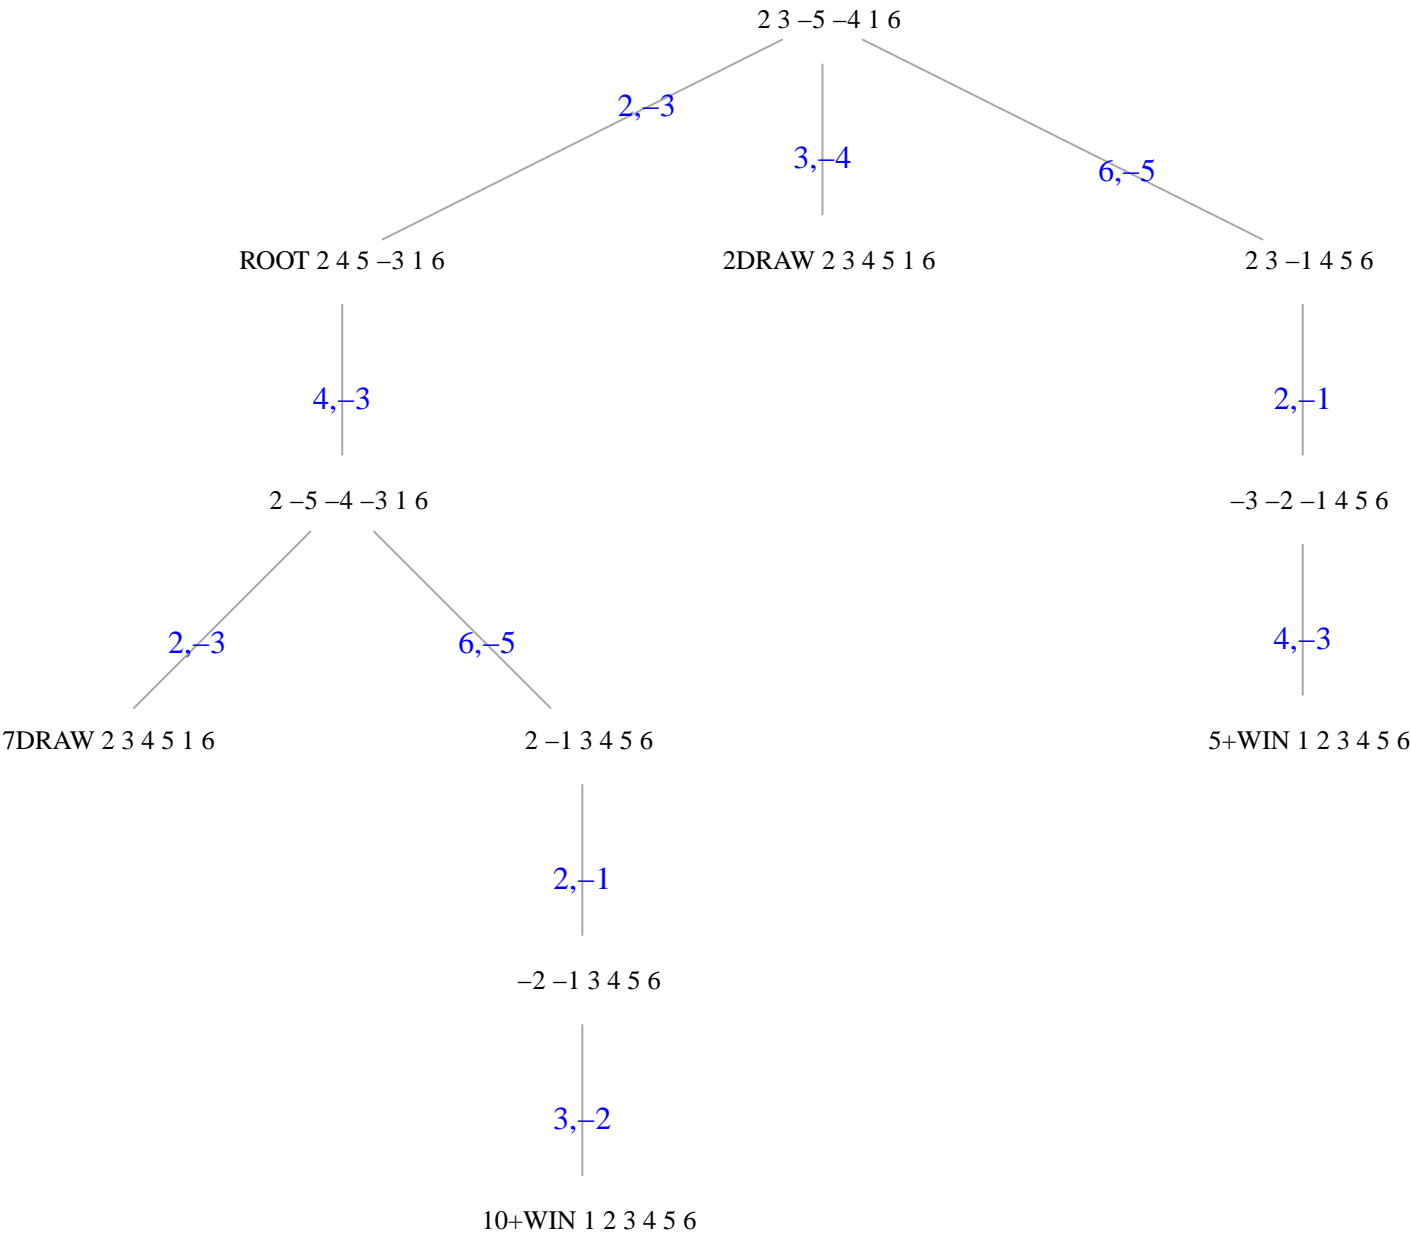 2 3 –5 –4 1 6
2,–3
3,–4
6,–5
ROOT 2 4 5 –3 1 6
2DRAW 2 3 4 5 1 6
2 3 –1 4 5 6
4,–3
2,–1
2 –5 –4 –3 1 6
–3 –2 –1 4 5 6
2,–3
6,–5
4,–3
7DRAW 2 3 4 5 1 6
2 –1 3 4 5 6
5+WIN 1 2 3 4 5 6
2,–1
–2 –1 3 4 5 6
3,–2
10+WIN 1 2 3 4 5 6